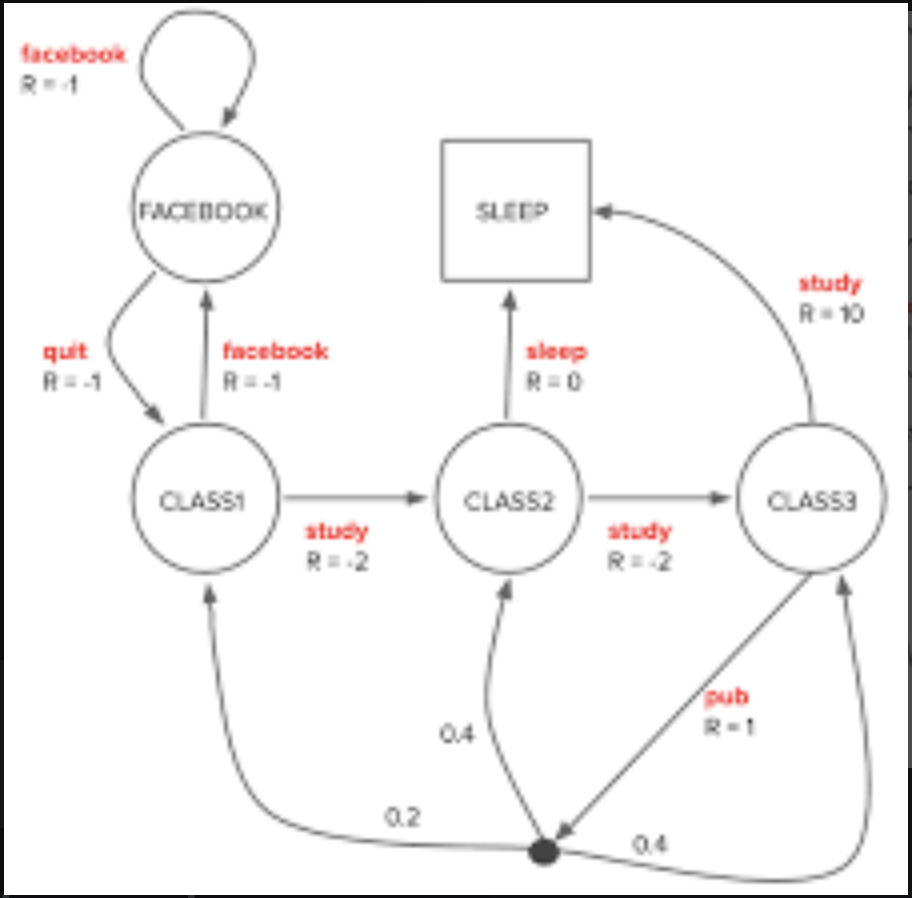 facebook
R = -1
FACEBOOK
SLEEP
study
R = 10
quit
R = -1
facebook
R = -1
sleep
R = 0
CLASS1
CLASS2
CLASS3
study
R = -2
study
R = -2
pub
R = 1
0.4
0.2
0.4